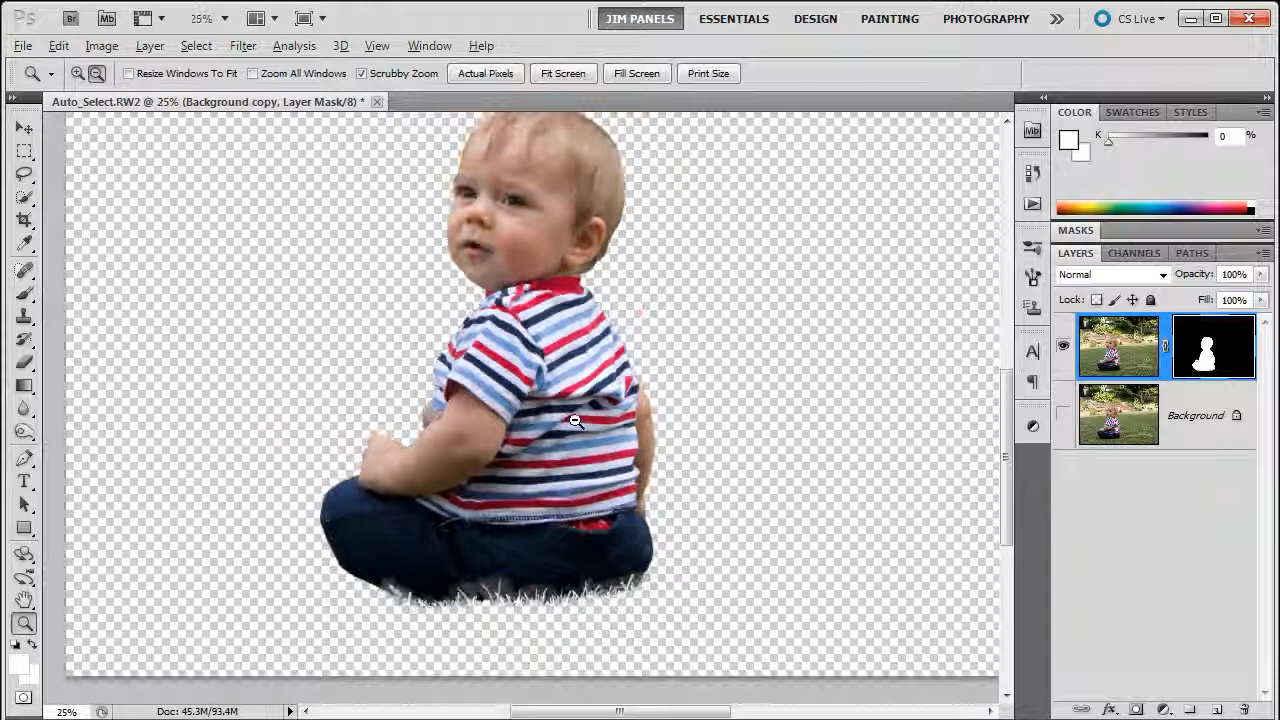 Ps Br Mb 25% JIM PANELS ESSENTIALS DESIGN PAINTING PHOTOGRAPHY CS Live
File Edit Image Layer Select Filter Analysis 3D View Window Help
Resize Windows To Fit Zoom All Windows Scrubby Zoom Actual Pixels Fit Screen Fill Screen Print Size
Auto_Select.RW2 @ 25% (Background copy, Layer Mask/8) *
COLOR SWATCHES STYLES
Mb
K 0 %
MASKS
LAYERS CHANNELS PATHS
Normal Opacity: 100%
Lock: Fill: 100%
A
Background
T
25% Doc: 45.3M/93.4M